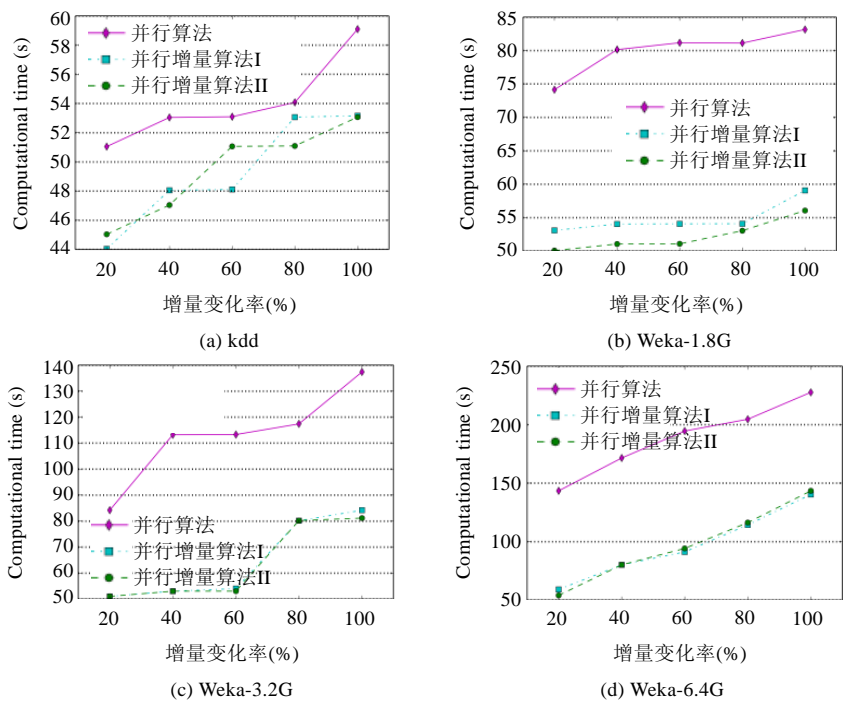 60
58
56
54
52
50
48
46
44
Computational time (s)
并行算法
并行增量算法I
并行增量算法II
20 40 60 80 100
增量变化率(%)
(a) kdd
85
80
75
70
65
60
55
50
Computational time (s)
并行算法
并行增量算法I
并行增量算法II
20 40 60 80 100
增量变化率(%)
(b) Weka-1.8G
140
130
120
110
100
90
80
70
60
50
Computational time (s)
并行算法
并行增量算法I
并行增量算法II
20 40 60 80 100
增量变化率(%)
(c) Weka-3.2G
250
200
150
100
50
Computational time (s)
并行算法
并行增量算法I
并行增量算法II
20 40 60 80 100
增量变化率(%)
(d) Weka-6.4G